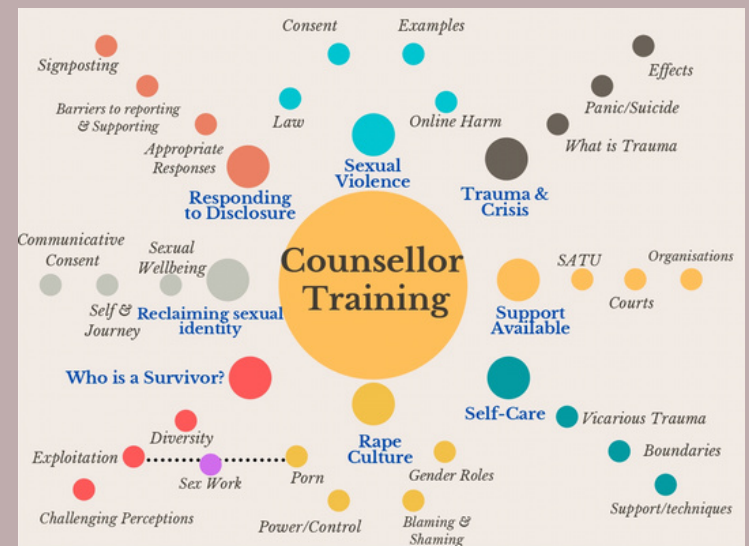 Consent
Examples
Signposting
Effects
Barriers to reporting
& Supporting
Panic/Suicide
Law
Online Harm
Appropriate
Responses
What is Trauma
Sexual
Violence
Responding
to Disclosure
Trauma &
Crisis
Counsellor
Training
Communicative
Consent
Sexual
Wellbeing
Self &
Journey
Reclaiming sexual
identity
SATU
Organisations
Courts
Support
Available
Who is a Survivor?
Self-Care
Vicarious Trauma
Boundaries
Support/techniques
Rape
Culture
Diversity
Exploitation
Sex Work
Porn
Challenging Perceptions
Gender Roles
Power/Control
Blaming &
Shaming